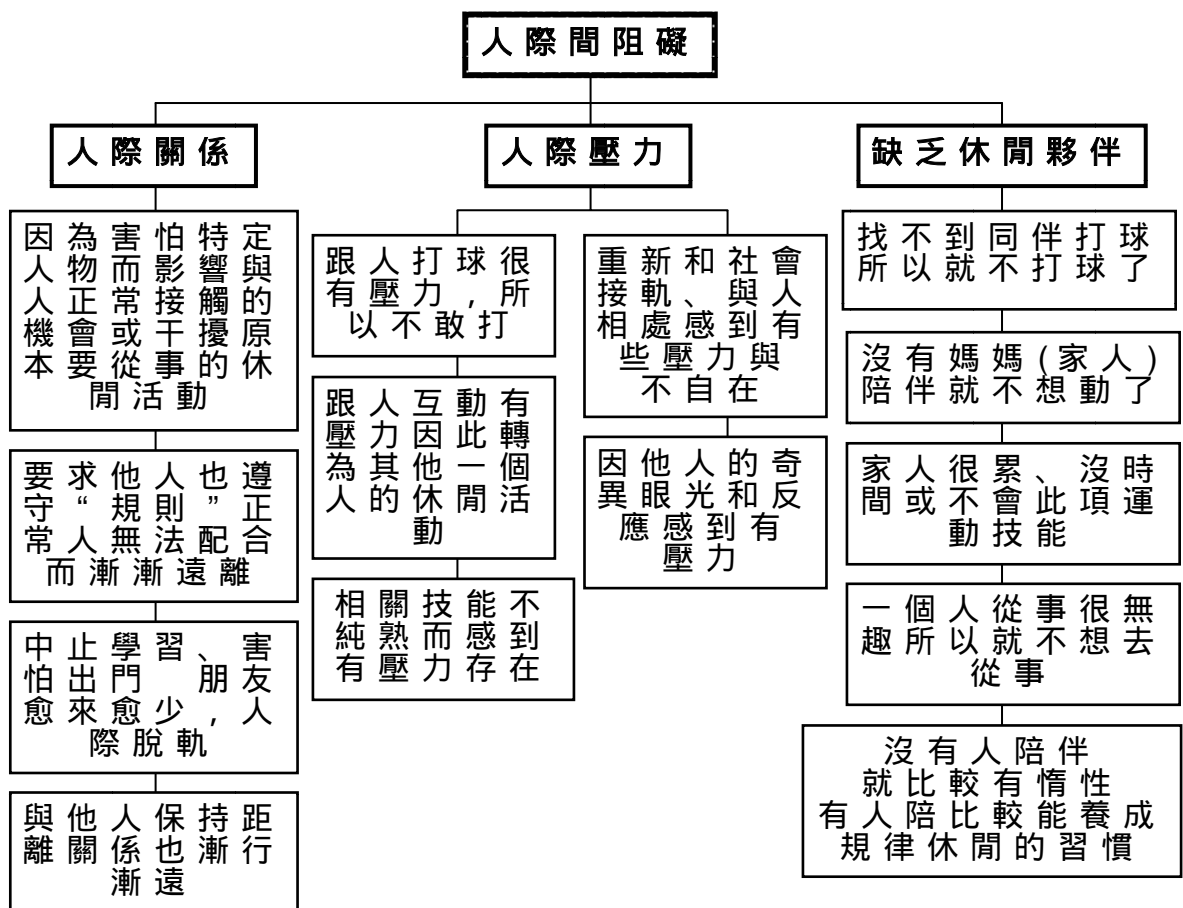 人際間阻礙
人際關係
因為害怕特定
人物而影響與
人正常接觸的
機會或干擾原
本要從事的休
閒活動
要求他人也遵
守“規則”正
常人無法配合
而漸漸遠離
中止學習、害
怕出門 朋友
愈來愈少,人
際脫軌
與他人保持距
離關係也漸行
漸遠
人際壓力
跟人打球很
有壓力,所
以不敢打
跟人互動有
壓力因此轉
為其他一個
人的休閒活
動
相關技能不
純熟而感到
有壓力存在
重新和社會
接軌、與人
相處感到有
些壓力與
不自在
因他人的奇
異眼光和反
應感到有
壓力
缺乏休閒夥伴
找不到同伴打球
所以就不打球了
沒有媽媽(家人)
陪伴就不想動了
家人很累、沒時
間或不會此項運
動技能
一個人從事很無
趣所以就不想去
從事
沒有人陪伴
就比較有惰性
有人陪比較能養成
規律休閒的習慣